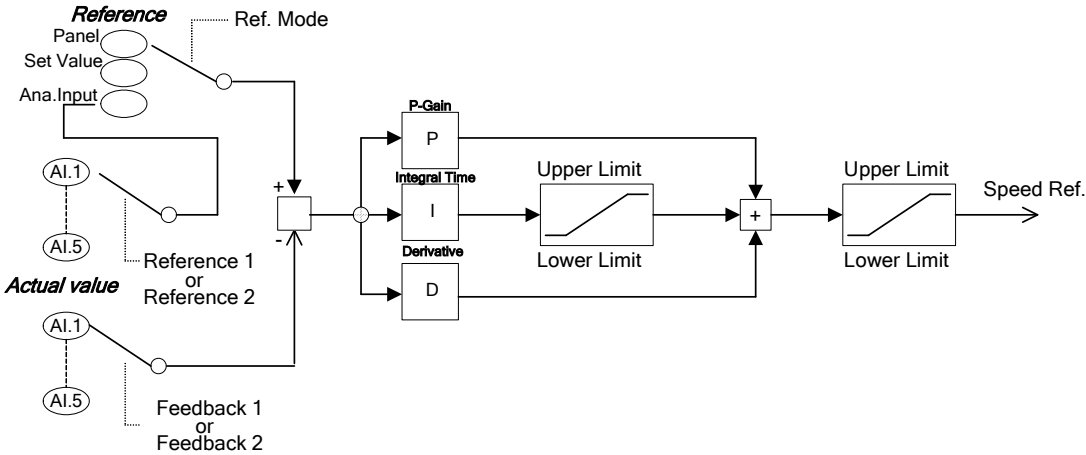 Reference
Panel
Set Value
Ana.Input
Ref. Mode
AI.1
AI.5
Reference 1
or
Reference 2
Actual value
AI.1
AI.5
Feedback 1
or
Feedback 2
+
-
P-Gain
P
Integral Time
I
Derivative
D
Upper Limit
Lower Limit
+
Upper Limit
Lower Limit
Speed Ref.